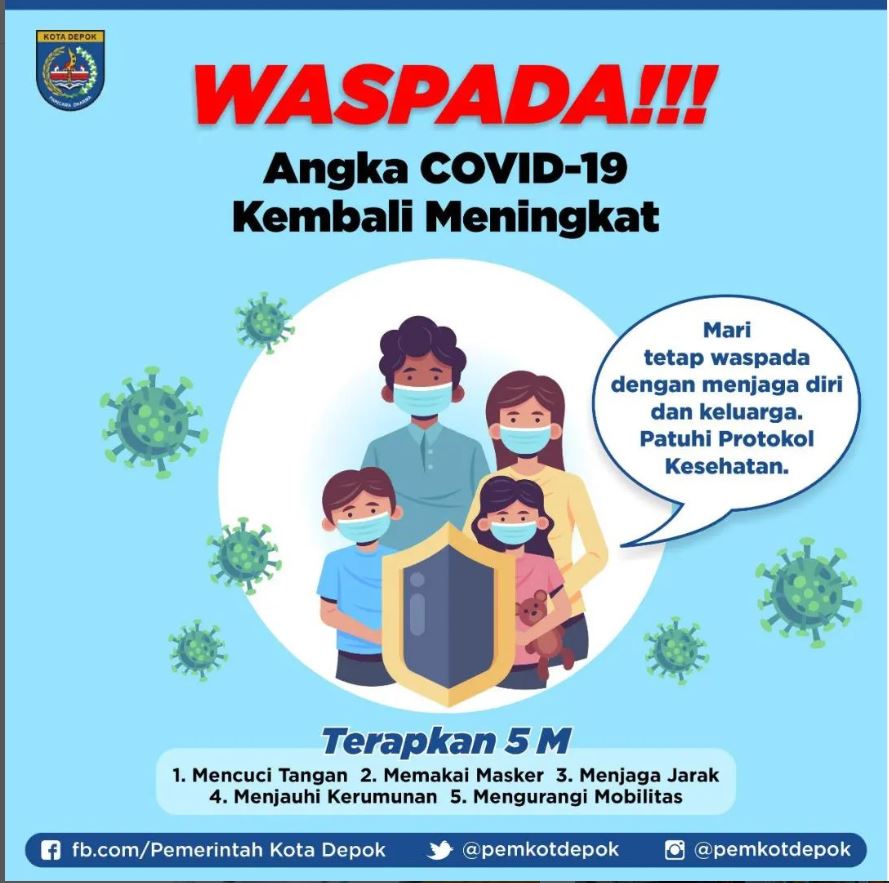 KOTA DEPOK
PARICARA DHARMA
WASPADA!!!
Angka COVID-19
Kembali Meningkat
Mari
tetap waspada
dengan menjaga diri
dan keluarga.
Patuhi Protokol
Kesehatan.
Terapkan 5 M
1. Mencuci Tangan 2. Memakai Masker 3. Menjaga Jarak
4. Menjauhi Kerumunan 5. Mengurangi Mobilitas
fb.com/Pemerintah Kota Depok @pemkotdepok @pemkotdepok